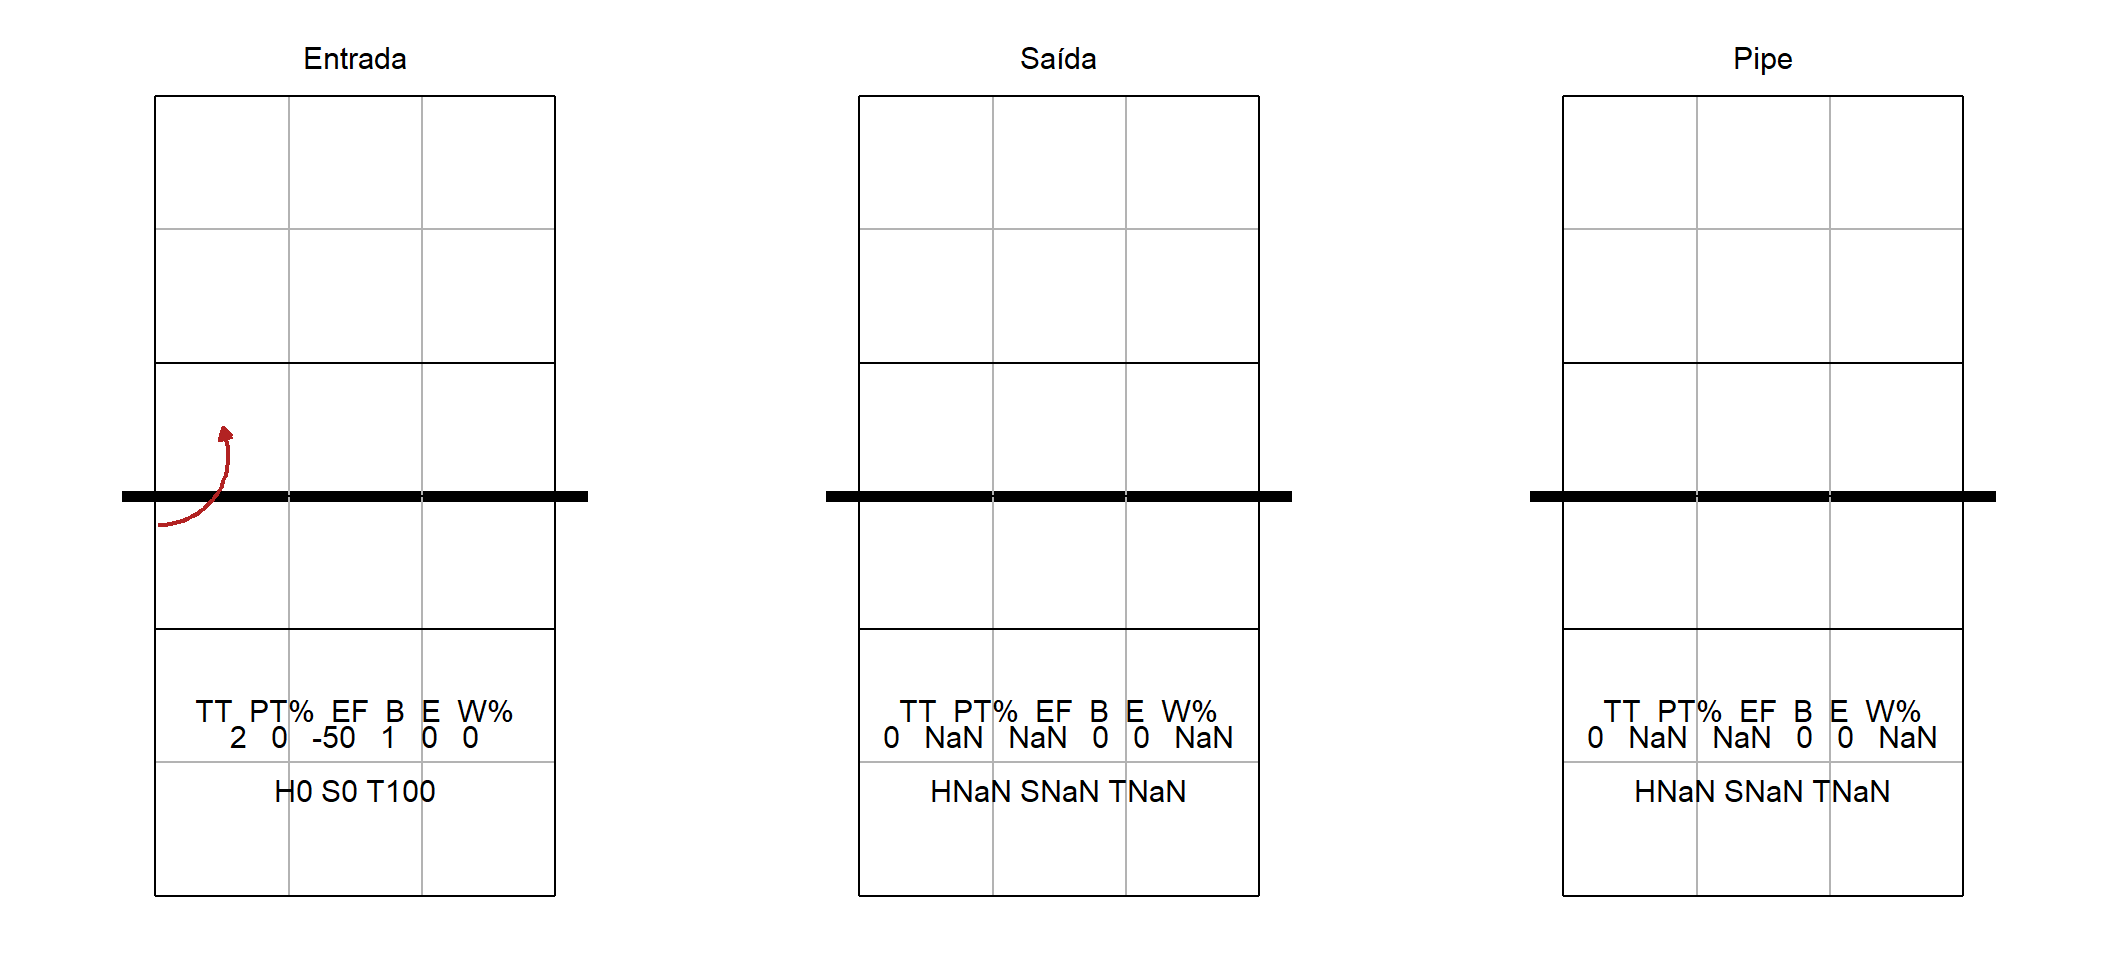 Entrada
TT PT% EF B E W%
2 0 -50 1 0 0
H0 S0 T100
Saída
TT PT% EF B E W%
0 NaN NaN 0 0 NaN
HNaN SNaN TNaN
Pipe
TT PT% EF B E W%
0 NaN NaN 0 0 NaN
HNaN SNaN TNaN